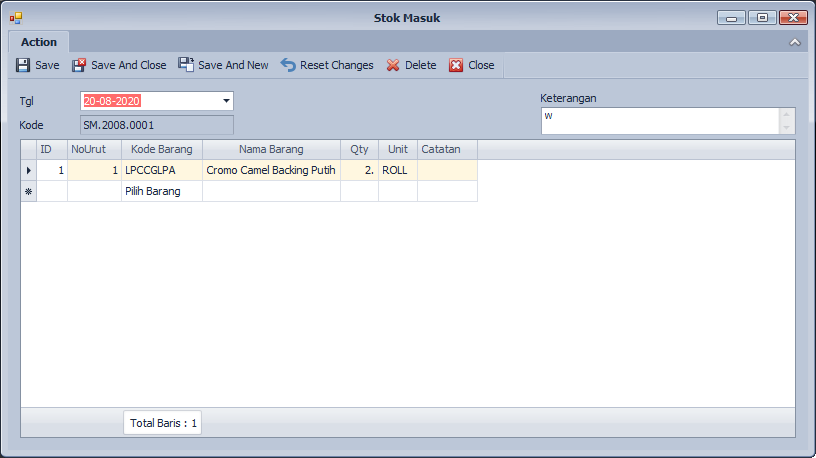 Stok Masuk
Action
Save Save And Close Save And New Reset Changes Delete Close
Tgl 20-08-2020 Keterangan
Kode SM.2008.0001 w
ID NoUrut Kode Barang Nama Barang Qty Unit Catatan
1 1 LPCCGLPA Cromo Camel Backing Putih 2. ROLL
Pilih Barang
Total Baris : 1